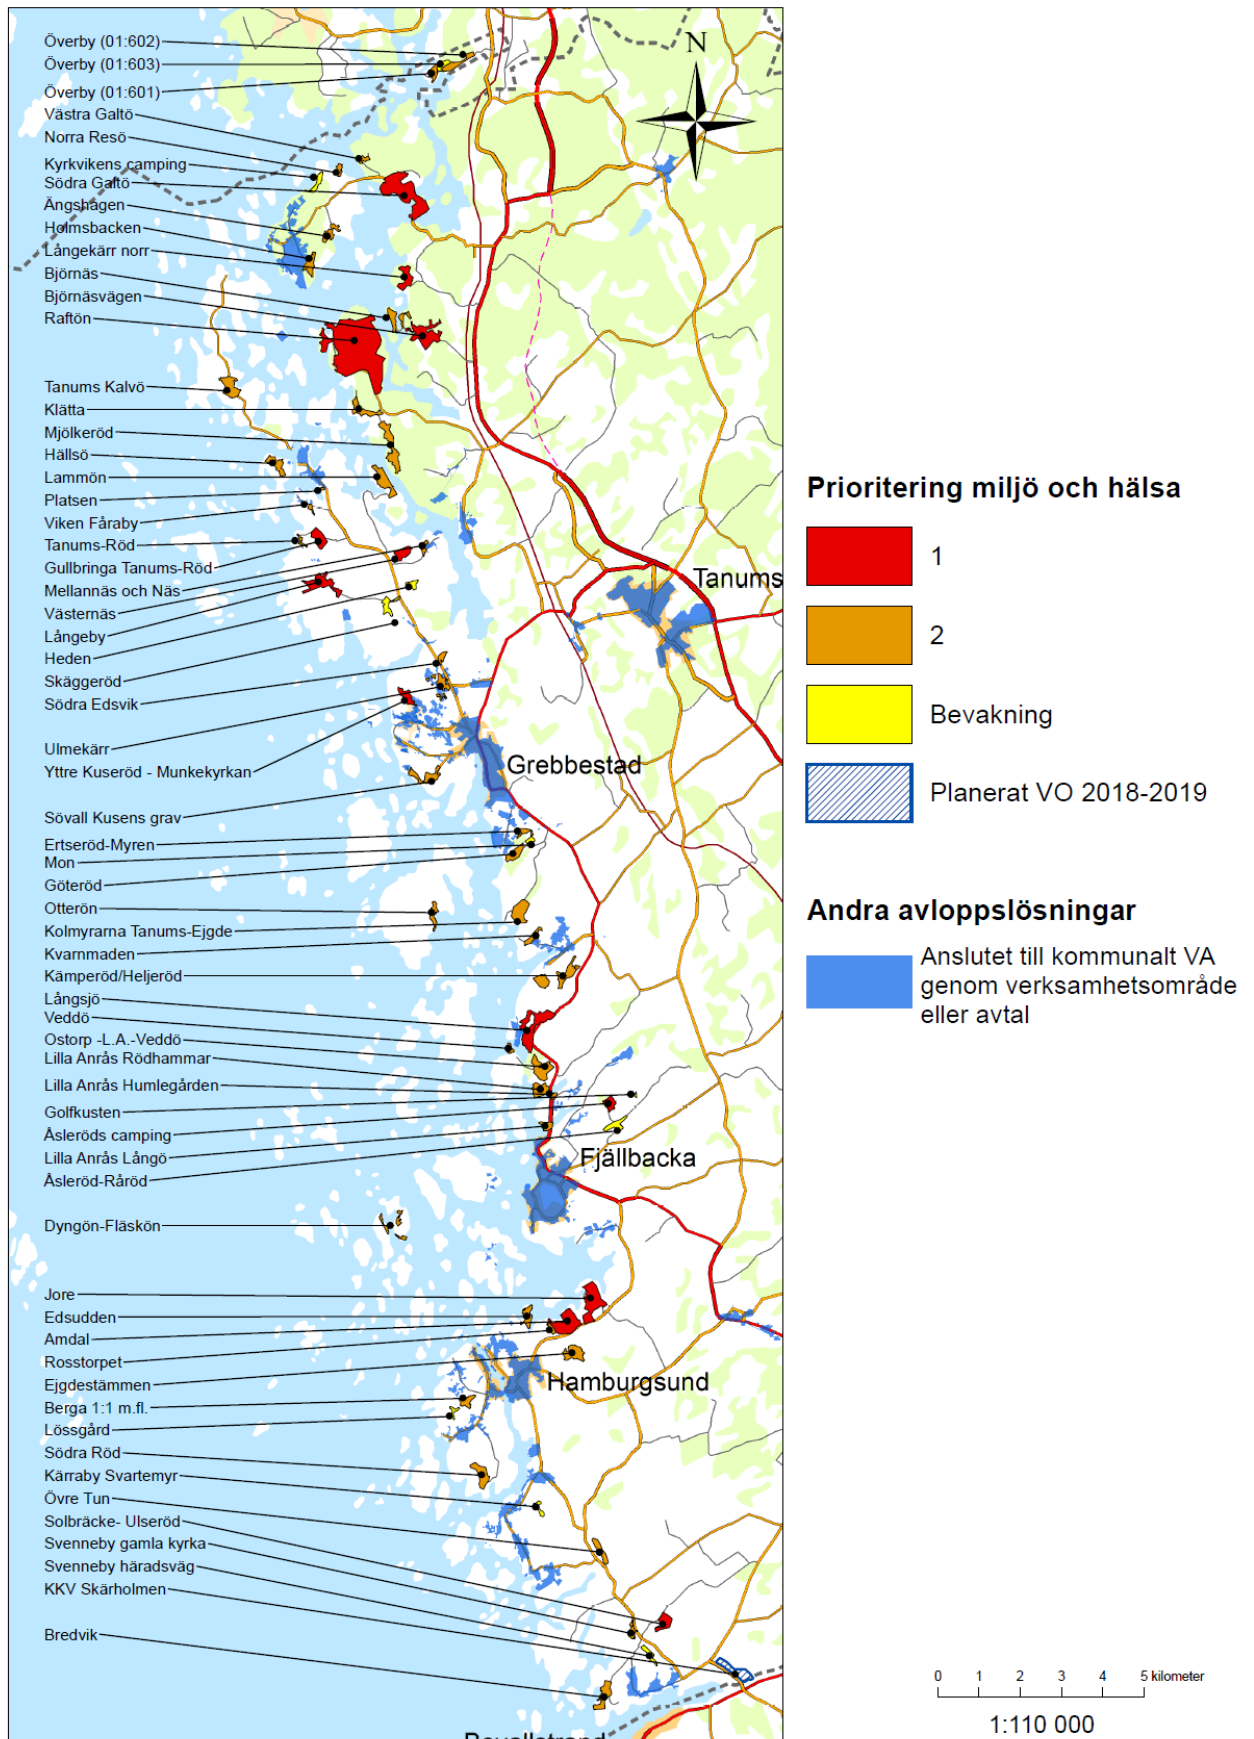 Överby (01:602)
Överby (01:603)
Överby (01:601)
Västra Galtö
Norra Resö
Kyrkvikens camping
Södra Galtö
Ängshagen
Holmsbacken
Långekärr norr
Björnäs
Björnäsvägen
Raftön
Tanums Kalvö
Klätta
Mjölkeröd
Hällsö
Lammön
Platsen
Viken Fåraby
Tanums-Röd
Gullbringa Tanums-Röd
Mellannäs och Näs
Västernäs
Långeby
Heden
Skäggeröd
Södra Edsvik
Ulmekärr
Yttre Kuseröd - Munkekyrkan
Sövall Kusens grav
Ertseröd-Myren
Mon
Göteröd
Otterön
Kolmyrarna Tanums-Ejgde
Kvarnmaden
Kämperöd/Heljeröd
Långsjö
Veddö
Ostorp -L.A.-Veddö
Lilla Anrås Rödhammar
Lilla Anrås Humlegården
Golfkusten
Åsleröds camping
Lilla Anrås Långö
Åsleröd-Råröd
Dyngön-Fläskön
Jore
Edsudden
Amdal
Rosstorpet
Ejgdestämmen
Berga 1:1 m.fl.
Lössgård
Södra Röd
Kärraby Svartemyr
Övre Tun
Solbräcke- Ulseröd
Svenneby gamla kyrka
Svenneby häradsväg
KKV Skärholmen
Bredvik
N
Tanums
Grebbestad
Fjällbacka
Hamburgsund
Prioritering miljö och hälsa
1
2
Bevakning
Planerat VO 2018-2019
Andra avloppslösningar
Anslutet till kommunalt VA
genom verksamhetsområde
eller avtal
0 1 2 3 4 5 kilometer
1:110 000